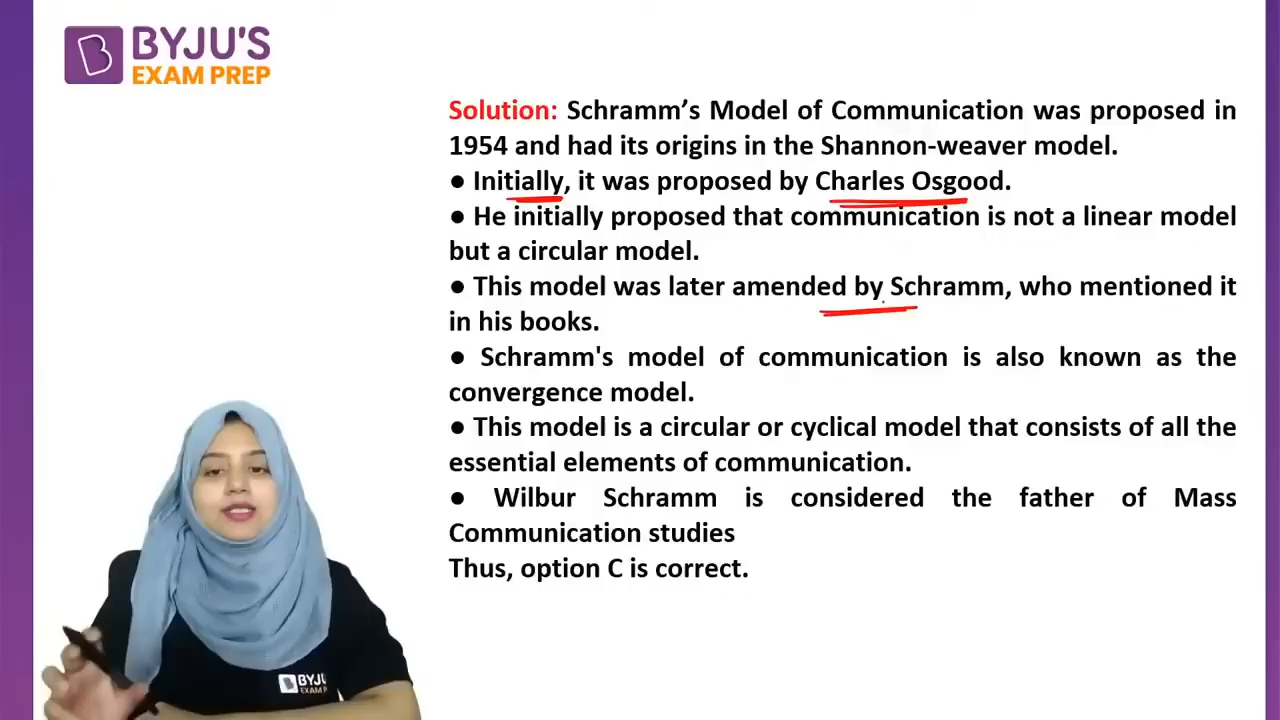 BYJU'S
EXAM PREP
Solution: Schramm’s Model of Communication was proposed in
1954 and had its origins in the Shannon-weaver model.
● Initially, it was proposed by Charles Osgood.
● He initially proposed that communication is not a linear model
but a circular model.
● This model was later amended by Schramm, who mentioned it
in his books.
● Schramm's model of communication is also known as the
convergence model.
● This model is a circular or cyclical model that consists of all the
essential elements of communication.
● Wilbur Schramm is considered the father of Mass
Communication studies
Thus, option C is correct.
BYJU
EXAM PRE